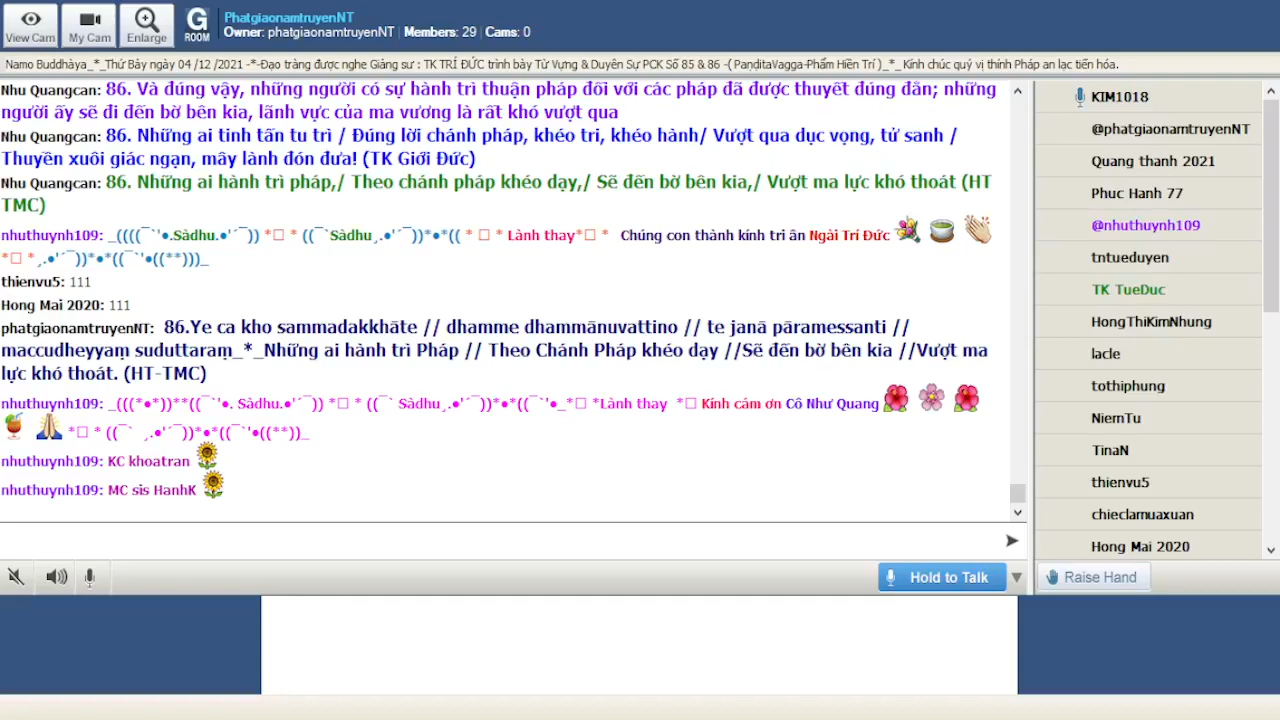 PhatgiaonamtruyenNT
Owner: phatgiaonamtruyenNT | Members: 29 | Cams: 0
View Cam
My Cam
Enlarge
G ROOM
Namo Buddhàya_*_Thứ Bảy ngày 04 /12 /2021 -*-Đạo tràng được nghe Giảng sư : TK TRÍ ĐỨC trình bày Từ Vựng & Duyên Sự PCK Số 85 & 86 -( PaṇḍitaVagga-Phẩm Hiền Trí )_*_ Kính chúc quý vị thính Pháp an lạc tiến hóa.
Nhu Quangcan: 86. Và đúng vậy, những người có sự hành trì thuận pháp đối với các pháp đã được thuyết đúng đắn; những
người ấy sẽ đi đến bờ bên kia, lãnh vực của ma vương là rất khó vượt qua
Nhu Quangcan: 86. Những ai tinh tấn tu trì / Đúng lời chánh pháp, khéo tri, khéo hành/ Vượt qua dục vọng, tử sanh /
Thuyền xuôi giác ngạn, mây lành đón đưa! (TK Giới Đức)
Nhu Quangcan: 86. Những ai hành trì pháp,/ Theo chánh pháp khéo dạy,/ Sẽ đến bờ bên kia,/ Vượt ma lực khó thoát (HT
TMC)
nhuthuynh109: _((((¯`'•.Sàdhu.•'´¯)) *□ * ((¯`Sàdhu¸.•'´¯))*•*(( * □ * Lành thay*□ * Chúng con thành kính tri ân Ngài Trí Đức
*□ *¸.•'´¯))*•*((¯`'•((**)))_
thienvu5: 111
Hong Mai 2020: 111
phatgiaonamtruyenNT: 86.Ye ca kho sammadakkhāte // dhamme dhammānuvattino // te janā pāramessanti //
maccudheyyaṃ suduttaraṃ_*_Những ai hành trì Pháp // Theo Chánh Pháp khéo dạy //Sẽ đến bờ bên kia //Vượt ma
lực khó thoát. (HT-TMC)
nhuthuynh109: _(((*•*))**((¯`'•. Sàdhu.•'´¯)) *□ * ((¯` Sàdhu¸.•'´¯))*•*((¯`'•_*□ *Lành thay *□ Kính cám ơn Cô Như Quang
*□ * ((¯` ¸.•'´¯))*•*((¯`'•((**))_
nhuthuynh109: KC khoatran
nhuthuynh109: MC sis HanhK
KIM1018
@phatgiaonamtruyenNT
Quang thanh 2021
Phuc Hanh 77
@nhuthuynh109
tntueduyen
TK TueDuc
HongThiKimNhung
lacle
tothiphung
NiemTu
TinaN
thienvu5
chieclamuaxuan
Hong Mai 2020
Hold to Talk
Raise Hand